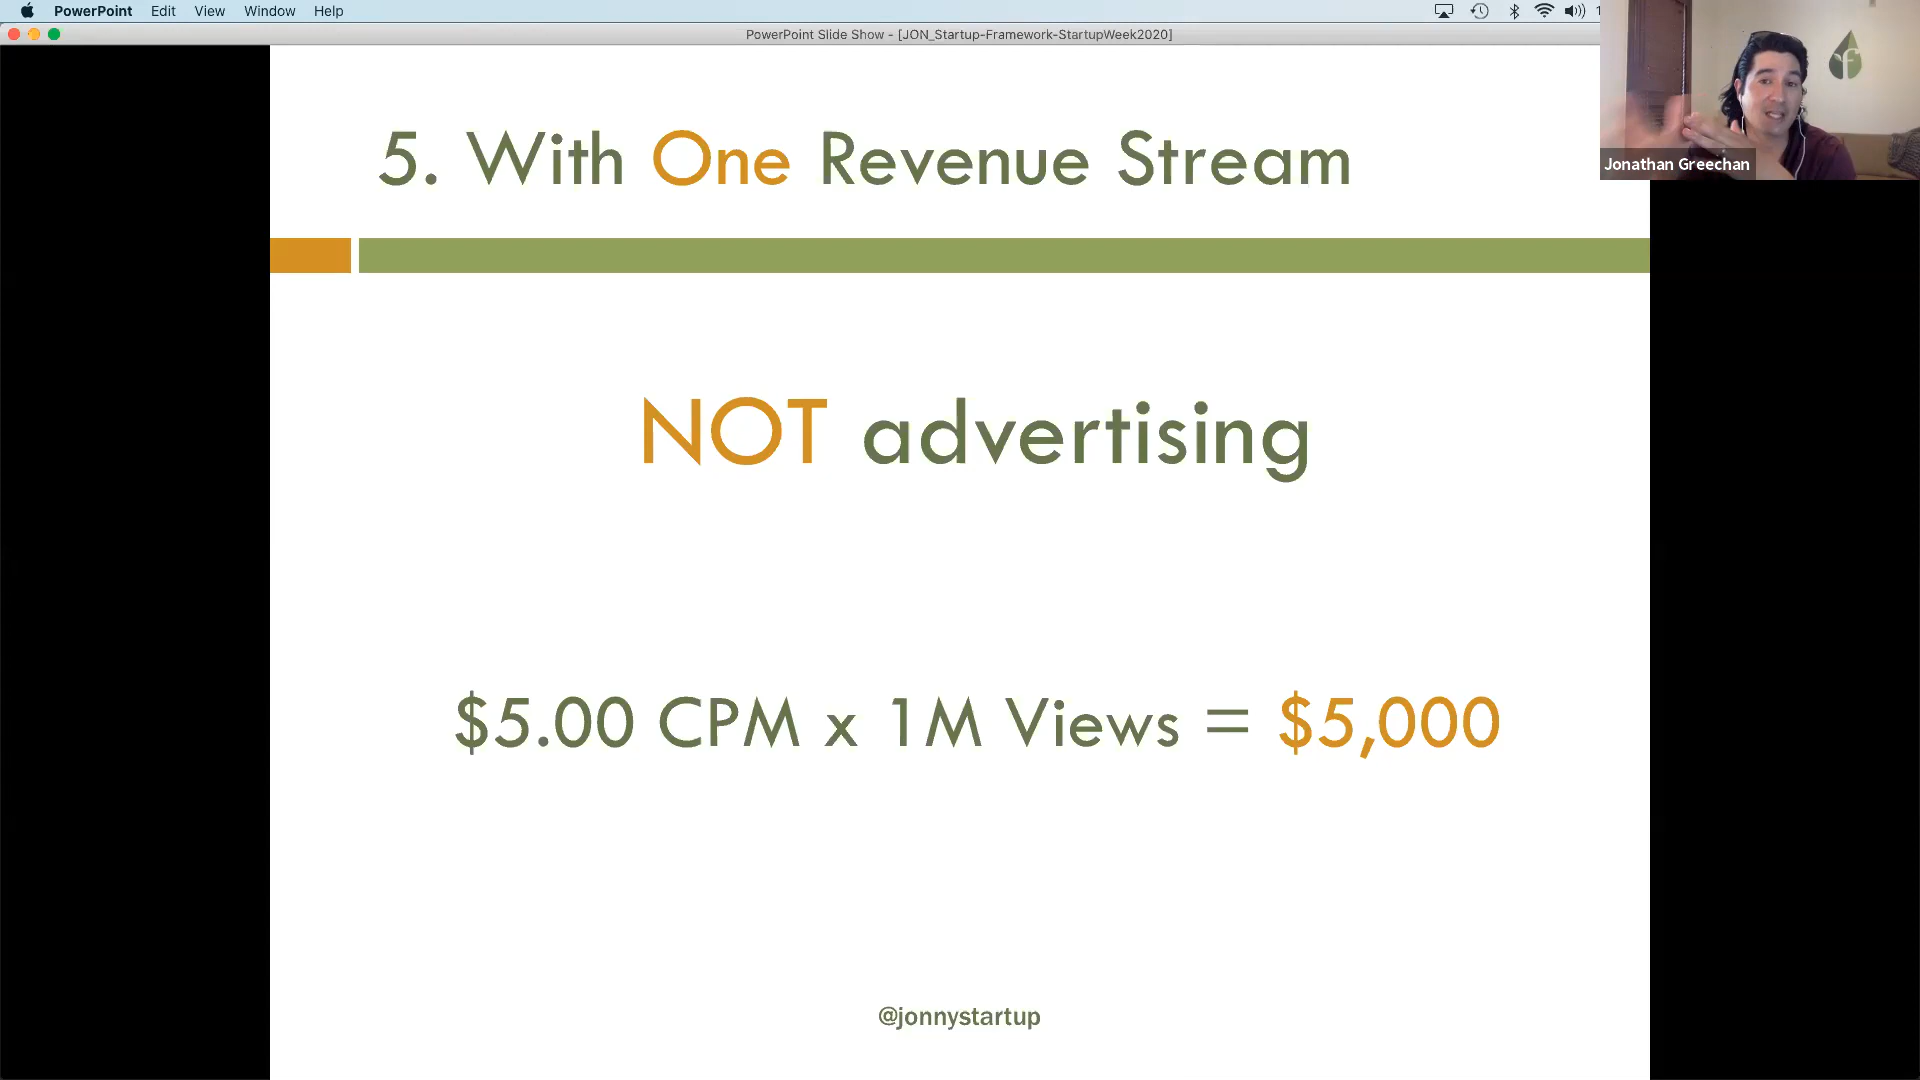 PowerPoint Edit View Window Help
PowerPoint Slide Show - [JON_Startup-Framework-StartupWeek2020]
Jonathan Greechan
5. With One Revenue Stream
NOT advertising
$5.00 CPM x 1M Views = $5,000
@jonnystartup